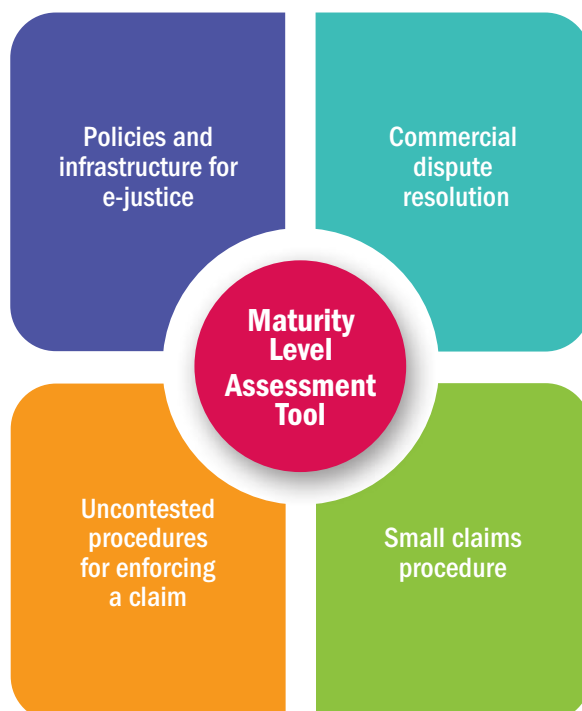 Policies and
infrastructure for
e-justice
Commercial
dispute
resolution
Maturity
Level
Assessment
Tool
Uncontested
procedures
for enforcing
a claim
Small claims
procedure